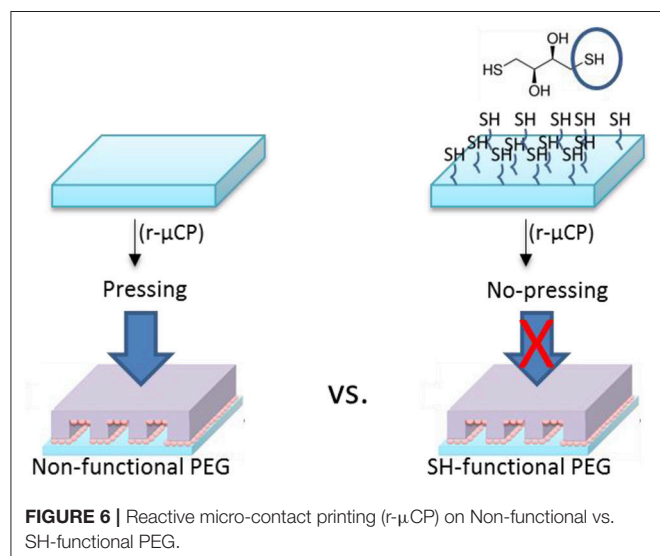 OH
HS
SH
OH
SH SH SH SH
SH SH SH SH
SH SH SH SH SH
(r-μCP)
(r-μCP)
Pressing
No-pressing
X
vs.
Non-functional PEG
SH-functional PEG
FIGURE 6 | Reactive micro-contact printing (r-μCP) on Non-functional vs.
SH-functional PEG.